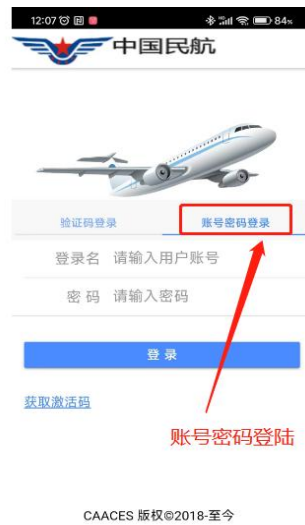 12:07 84%
中国民航
验证码登录 账号密码登录
登录名 请输入用户账号
密 码 请输入密码
登 录
获取激活码
账号密码登陆
CAACES 版权©2018-至今